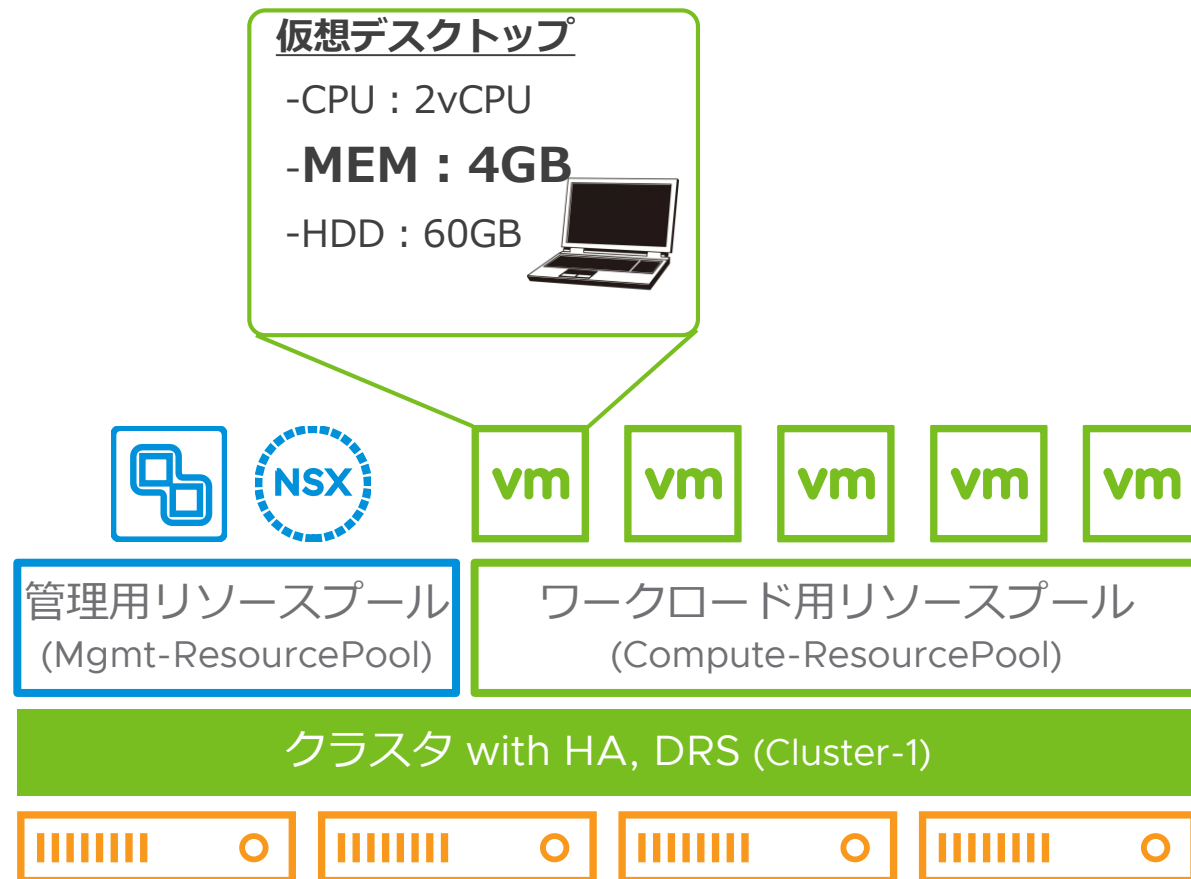 仮想デスクトップ
-CPU：2vCPU
-MEM：4GB
-HDD：60GB
NSX
vm
vm
vm
vm
vm
管理用リソースプール
(Mgmt-ResourcePool)
ワークロード用リソースプール
(Compute-ResourcePool)
クラスタ with HA, DRS (Cluster-1)